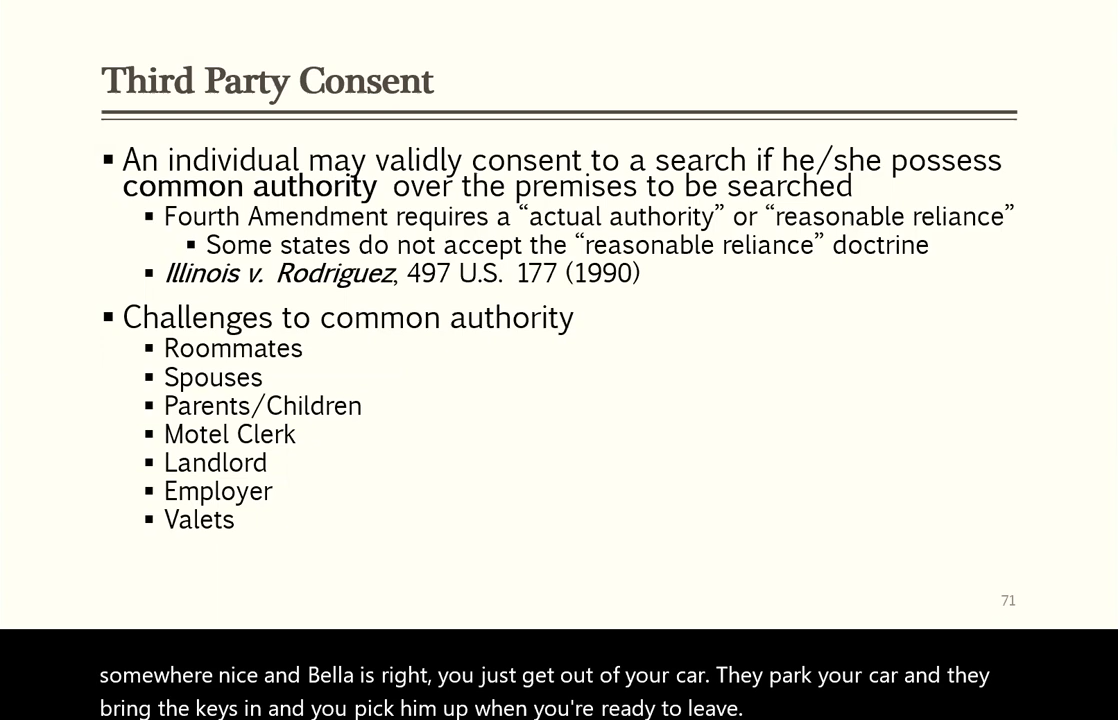 Third Party Consent
▪ An individual may validly consent to a search if he/she possess
common authority over the premises to be searched
▪ Fourth Amendment requires a “actual authority” or “reasonable reliance”
▪ Some states do not accept the “reasonable reliance” doctrine
▪ Illinois v. Rodriguez, 497 U.S. 177 (1990)
▪ Challenges to common authority
▪ Roommates
▪ Spouses
▪ Parents/Children
▪ Motel Clerk
▪ Landlord
▪ Employer
▪ Valets
71
somewhere nice and Bella is right, you just get out of your car. They park your car and they
bring the keys in and you pick him up when you're ready to leave.